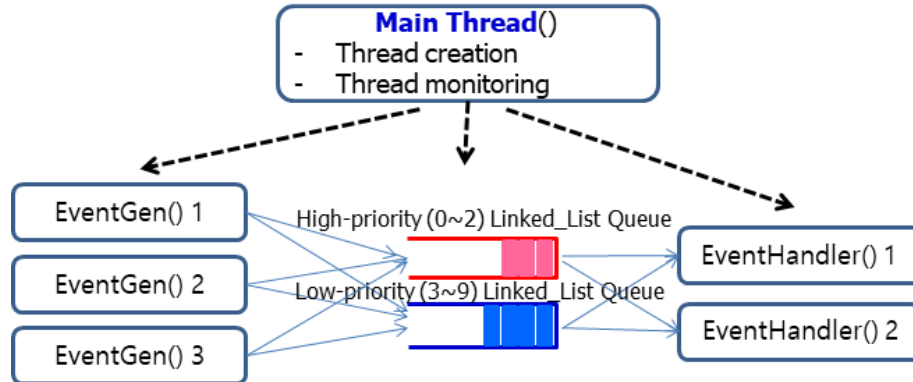 Main Thread()
- Thread creation
- Thread monitoring
EventGen() 1
EventGen() 2
EventGen() 3
High-priority (0~2) Linked_List Queue
Low-priority (3~9) Linked_List Queue
EventHandler() 1
EventHandler() 2